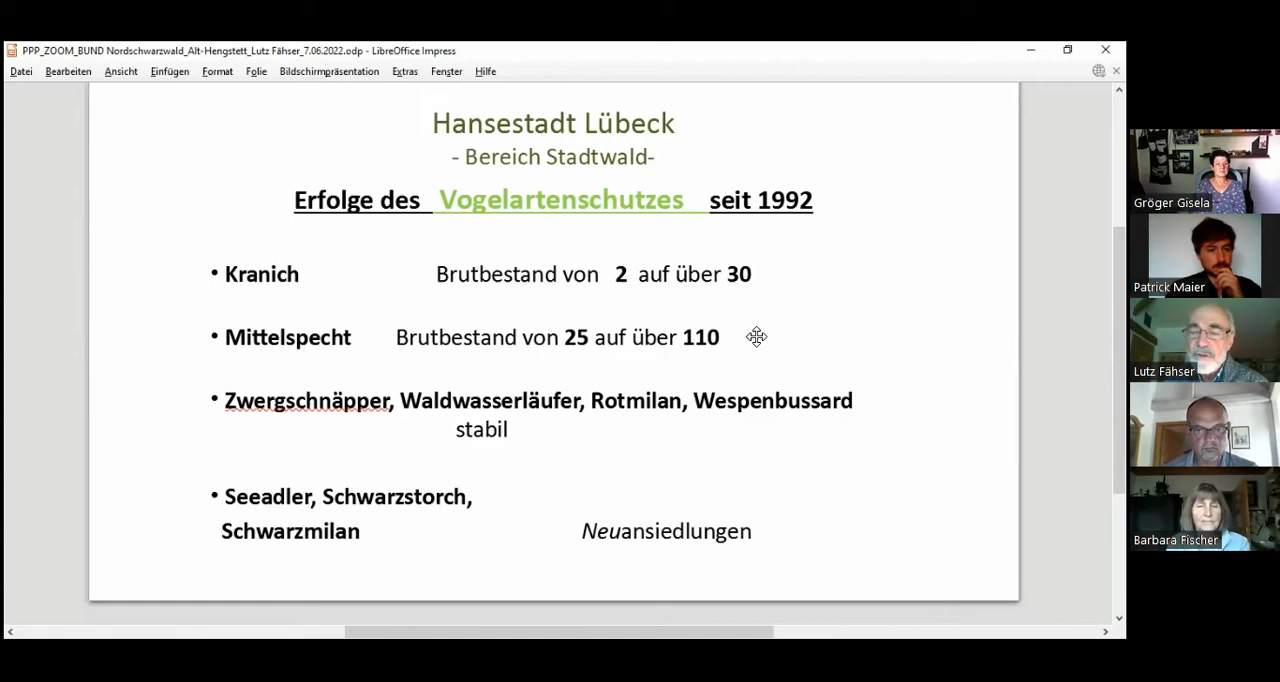 PPP_ZOOM_BUND Nordschwarzwald_Alt-Hengstett_Lutz Fähser_7.06.2022.odp - LibreOffice Impress
Datei Bearbeiten Ansicht Einfügen Format Folie Bildschirmpräsentation Extras Fenster Hilfe
Hansestadt Lübeck
- Bereich Stadtwald-
Erfolge des Vogelartenschutzes seit 1992
• Kranich Brutbestand von 2 auf über 30
• Mittelspecht Brutbestand von 25 auf über 110
• Zwergschnäpper, Waldwasserläufer, Rotmilan, Wespenbussard
stabil
• Seeadler, Schwarzstorch,
Schwarzmilan Neuansiedlungen
Gröger Gisela
Patrick Maier
Lutz Fähser
Barbara Fischer